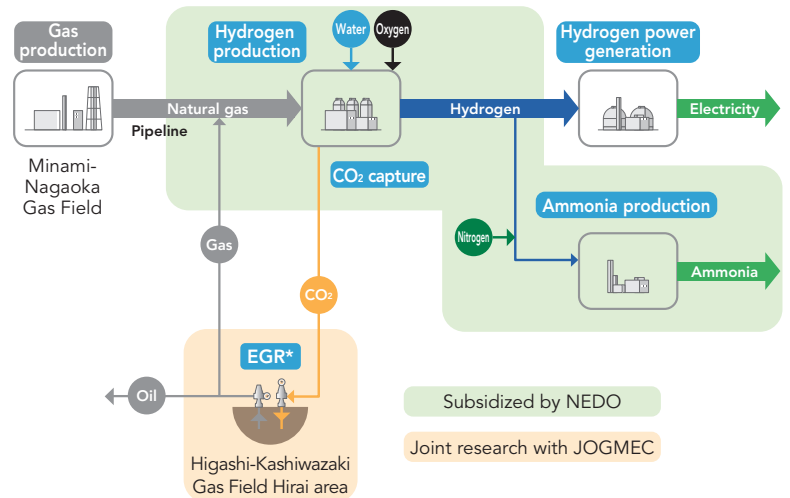 Gas
production
Hydrogen
production
Water
Oxygen
Hydrogen power
generation
Natural gas
Hydrogen
Electricity
Pipeline
Minami-
Nagaoka
Gas Field
CO₂ capture
Ammonia production
Nitrogen
Gas
Ammonia
CO₂
EGR*
Oil
Subsidized by NEDO
Joint research with JOGMEC
Higashi-Kashiwazaki
Gas Field Hirai area